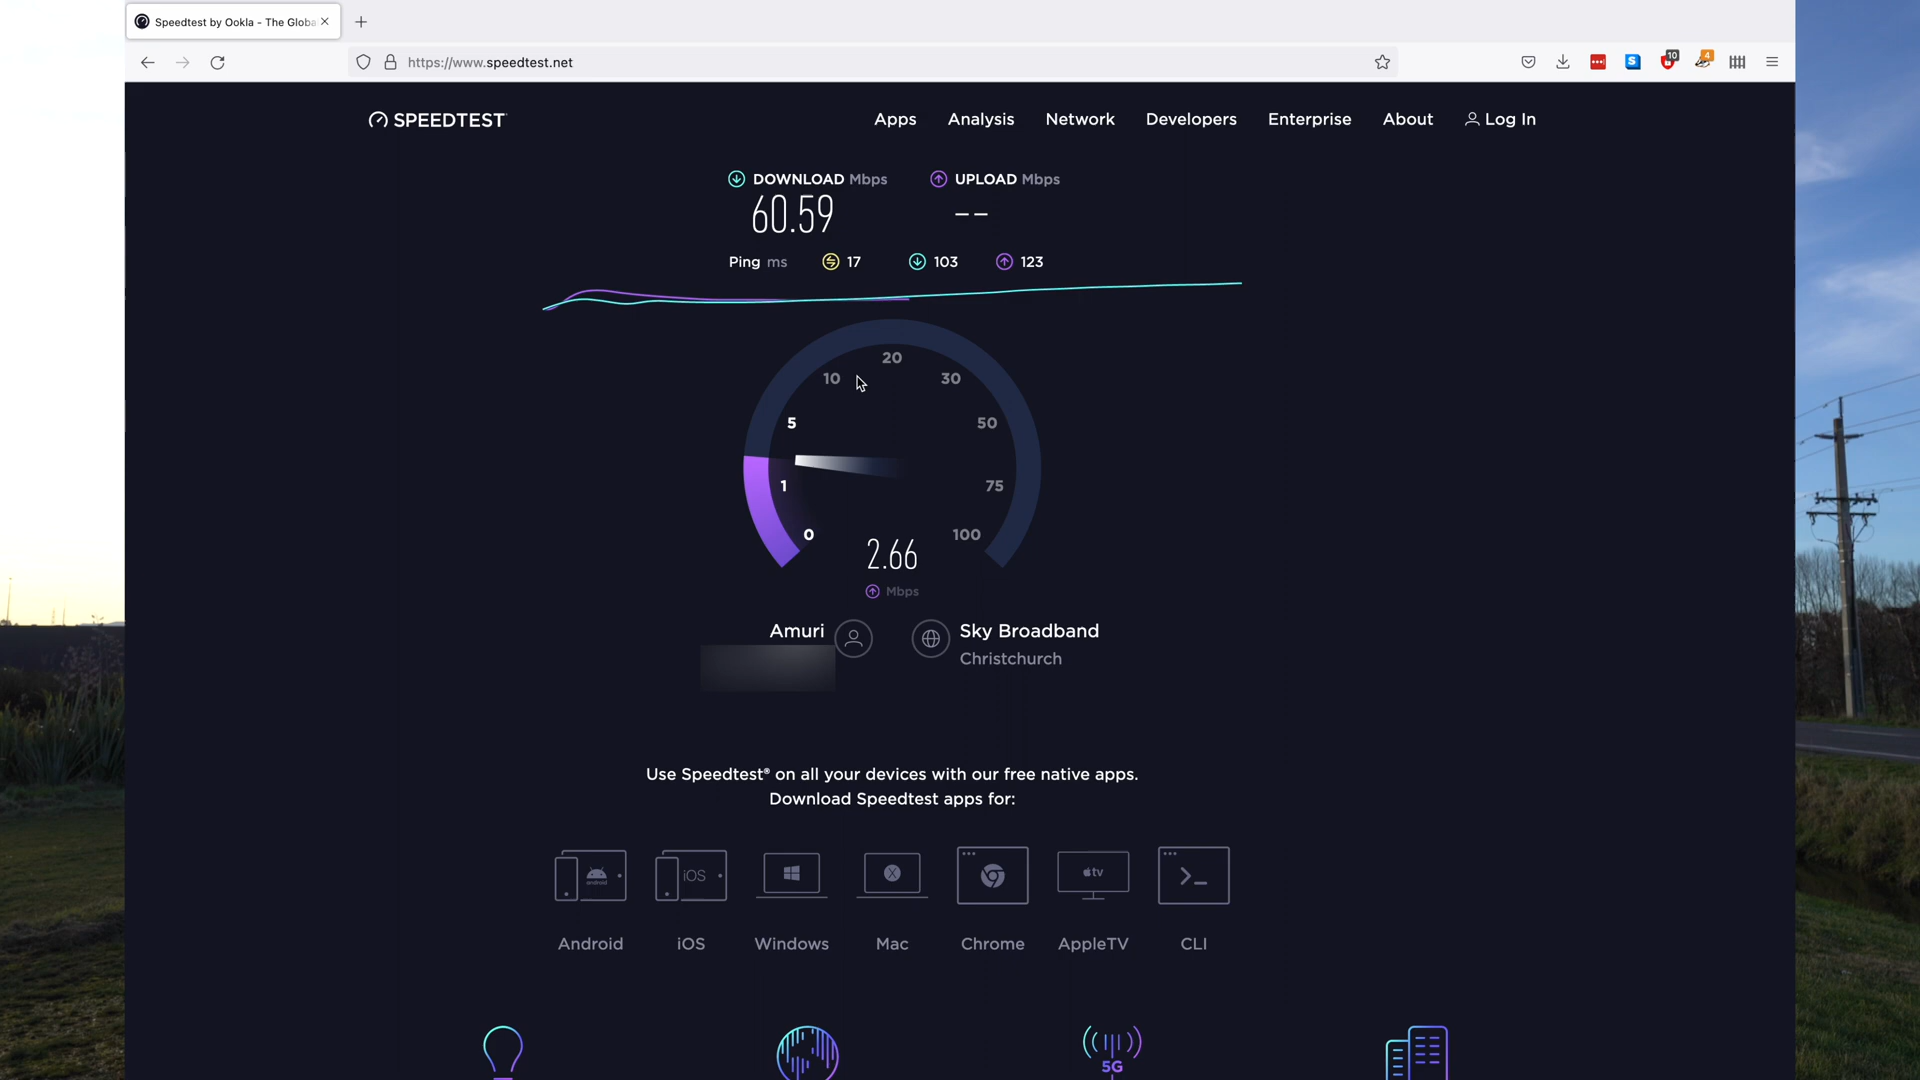 Speedtest by Ookla - The Globa
https://www.speedtest.net
10
4
SPEEDTEST
Apps
Analysis
Network
Developers
Enterprise
About
Log In
DOWNLOAD Mbps
UPLOAD Mbps
60.59
--
Ping ms
17
103
123
20
10
30
5
50
1
75
0
100
2.66
Mbps
Amuri
Sky Broadband
Christchurch
Use Speedtest® on all your devices with our free native apps.
Download Speedtest apps for:
android
iOS
tv
Android
iOS
Windows
Mac
Chrome
AppleTV
CLI
5G